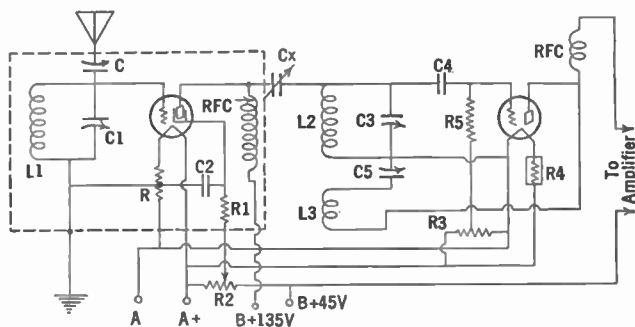 C
Cx
C4
RFC
RFC
L1
C1
L2
C3
R5
R4
C5
To Amplifier
R
C2
R1
L3
R3
A
A+
R2
B+135V
B+45V